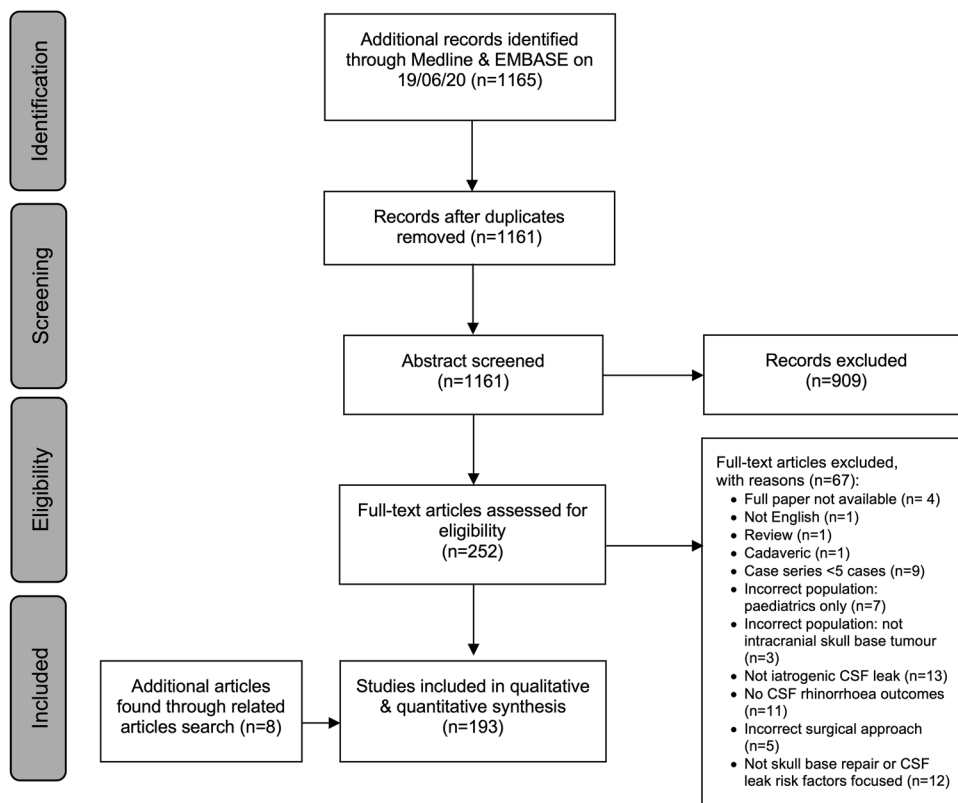 Identification
Additional records identified
through Medline & EMBASE on
19/06/20 (n=1165)
Screening
Records after duplicates
removed (n=1161)
Abstract screened
(n=1161)
Records excluded
(n=909)
Eligibility
Full-text articles assessed for
eligibility
(n=252)
Full-text articles excluded,
with reasons (n=67):
• Full paper not available (n= 4)
• Not English (n=1)
• Review (n=1)
• Cadaveric (n=1)
• Case series <5 cases (n=9)
• Incorrect population:
paediatrics only (n=7)
• Incorrect population: not
intracranial skull base tumour
(n=3)
• Not iatrogenic CSF leak (n=13)
• No CSF rhinorrhoea outcomes
(n=11)
• Incorrect surgical approach
(n=5)
• Not skull base repair or CSF
leak risk factors focused (n=12)
Included
Additional articles
found through related
articles search (n=8)
Studies included in qualitative
& quantitative synthesis
(n=193)